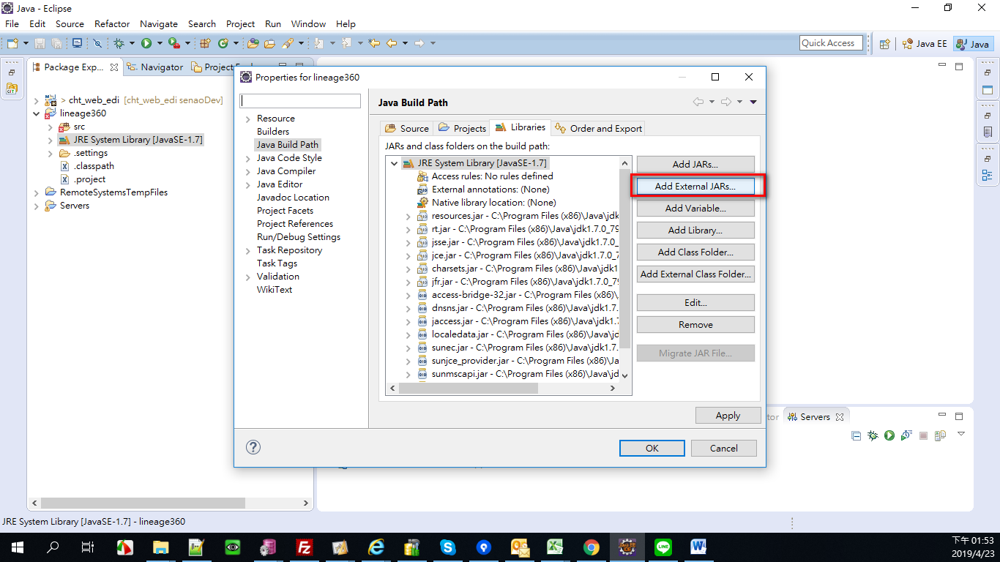 Java - Eclipse
File Edit Source Refactor Navigate Search Project Run Window Help
Quick Access
Java EE
Java
Package Exp...
Navigator
Project E
> cht_web_edi [cht_web_edi senaoDev]
lineage360
src
JRE System Library [JavaSE-1.7]
.settings
.classpath
.project
RemoteSystemsTempFiles
Servers
GIT
Properties for lineage360
Resource
Builders
Java Build Path
Java Code Style
Java Compiler
Java Editor
Javadoc Location
Project Facets
Project References
Run/Debug Settings
Task Repository
Task Tags
Validation
WikiText
Java Build Path
Source
Projects
Libraries
Order and Export
JARs and class folders on the build path:
JRE System Library [JavaSE-1.7]
Access rules: No rules defined
External annotations: (None)
Native library location: (None)
resources.jar - C:\Program Files (x86)\Java\jdk
rt.jar - C:\Program Files (x86)\Java\jdk1.7.0_79
jsse.jar - C:\Program Files (x86)\Java\jdk1.7.0_
jce.jar - C:\Program Files (x86)\Java\jdk1.7.0_7
charsets.jar - C:\Program Files (x86)\Java\jdk1
jfr.jar - C:\Program Files (x86)\Java\jdk1.7.0_79
access-bridge-32.jar - C:\Program Files (x86)\
dnsns.jar - C:\Program Files (x86)\Java\jdk1.7.
jaccess.jar - C:\Program Files (x86)\Java\jdk1.7
localedata.jar - C:\Program Files (x86)\Java\jd
sunec.jar - C:\Program Files (x86)\Java\jdk1.7.
sunjce_provider.jar - C:\Program Files (x86)\Ja
sunmscapi.jar - C:\Program Files (x86)\Java\jd
Add JARs...
Add External JARs...
Add Variable...
Add Library...
Add Class Folder...
Add External Class Folder...
Edit...
Remove
Migrate JAR File...
Apply
OK
Cancel
tor
Servers
JRE System Library [JavaSE-1.7] - lineage360
下午 01:53
2019/4/23